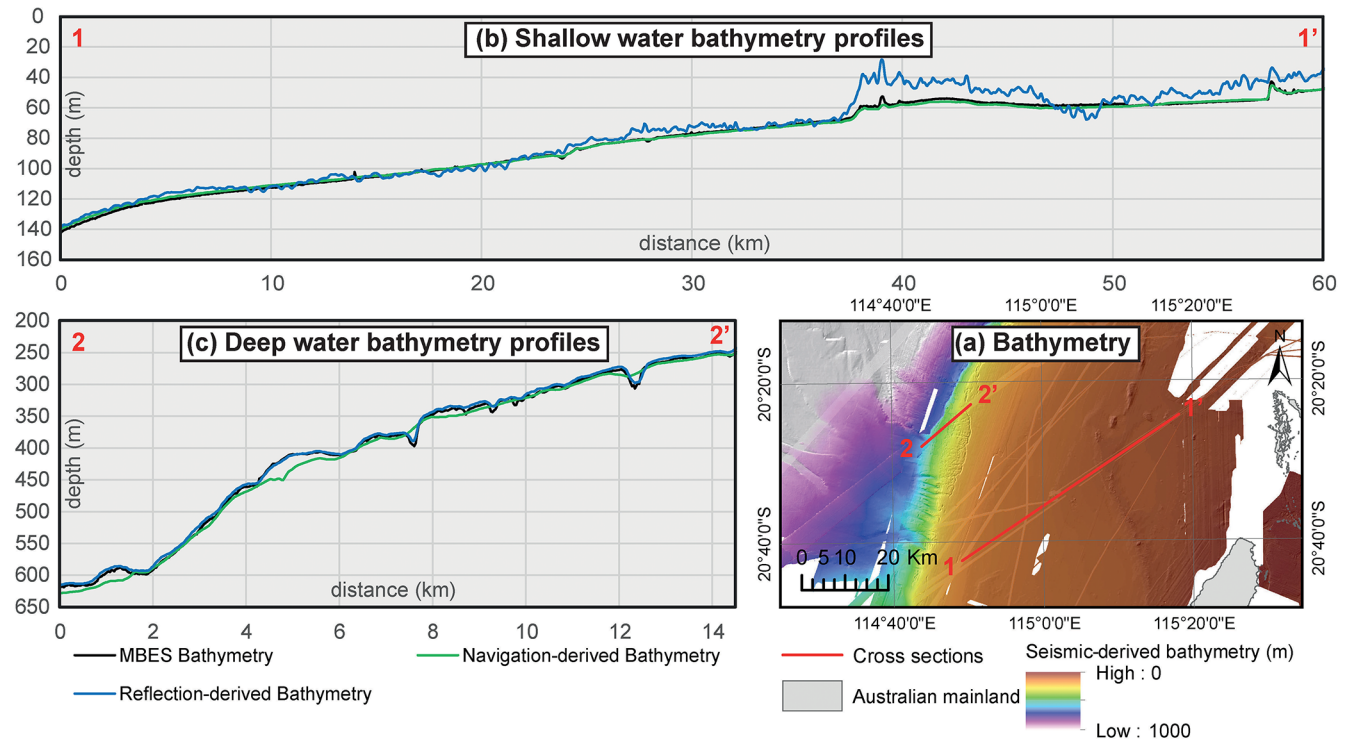 0
20
40
60
80
100
120
140
160
depth (m)
1
(b) Shallow water bathymetry profiles
1’
distance (km)
0 10 20 30 40 50 60
200
250
300
350
400
450
500
550
600
650
depth (m)
2
(c) Deep water bathymetry profiles
2’
distance (km)
0 2 4 6 8 10 12 14
MBES Bathymetry
Navigation-derived Bathymetry
Reflection-derived Bathymetry
114°40'0"E 115°0'0"E 115°20'0"E
(a) Bathymetry
N
20°20'0"S
20°40'0"S
20°20'0"S
20°40'0"S
2’
2
1’
1
0 5 10 20 Km
114°40'0"E 115°0'0"E 115°20'0"E
Cross sections
Australian mainland
Seismic-derived bathymetry (m)
High : 0
Low : 1000